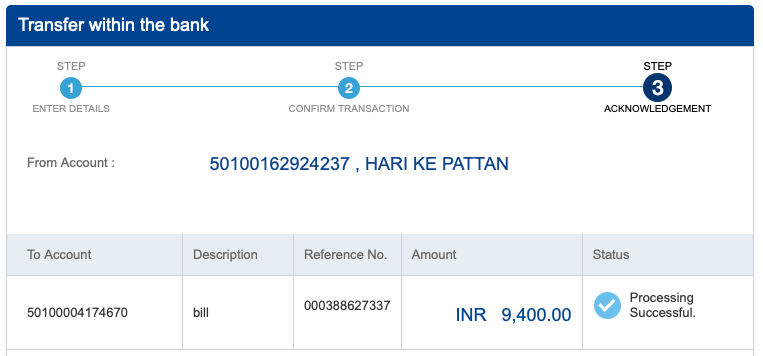 Transfer within the bank
STEP STEP STEP
1 2 3
ENTER DETAILS CONFIRM TRANSACTION ACKNOWLEDGEMENT
From Account : 50100162924237 , HARI KE PATTAN
To Account Description Reference No. Amount Status
50100004174670 bill 000388627337 INR 9,400.00 Processing
Successful.